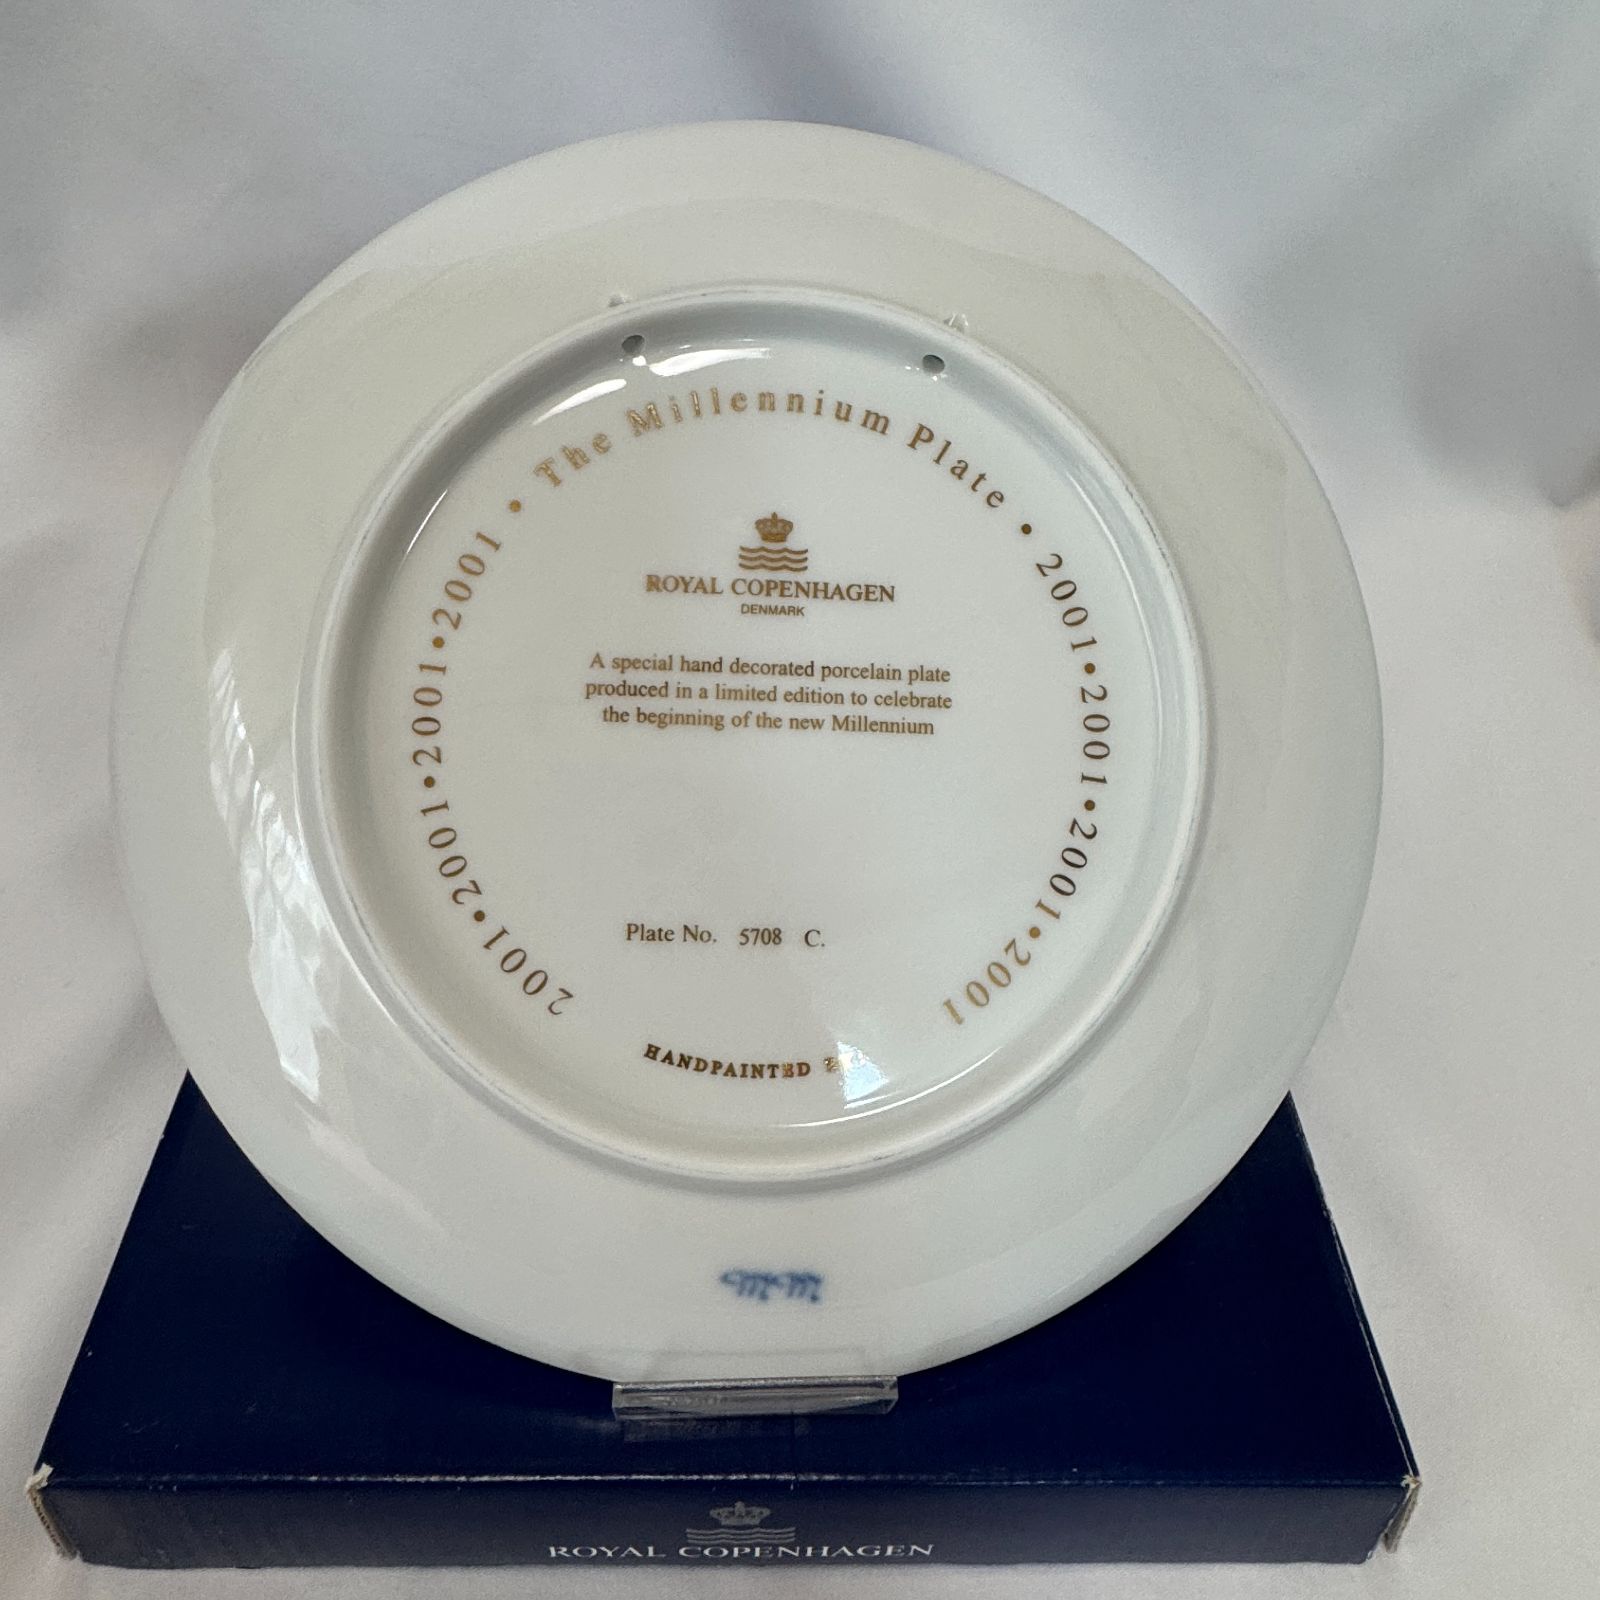 2001•2001•2001•2001 • The Millennium Plate • 2001•2001•2001•2001
ROYAL COPENHAGEN
DENMARK
A special hand decorated porcelain plate
produced in a limited edition to celebrate
the beginning of the new Millennium
Plate No. 5708 C.
HANDPAINTED
ROYAL COPENHAGEN